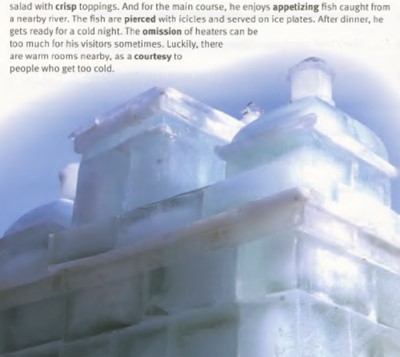 salad with crisp toppings. And for the main course, he enjoys appetizing fish caught from
a nearby river. The fish are pierced with icicles and served on ice plates. After dinner, he
gets ready for a cold night. The omission of heaters can be
too much for his visitors sometimes. Luckily, there
are warm rooms nearby, as a courtesy to
people who get too cold.